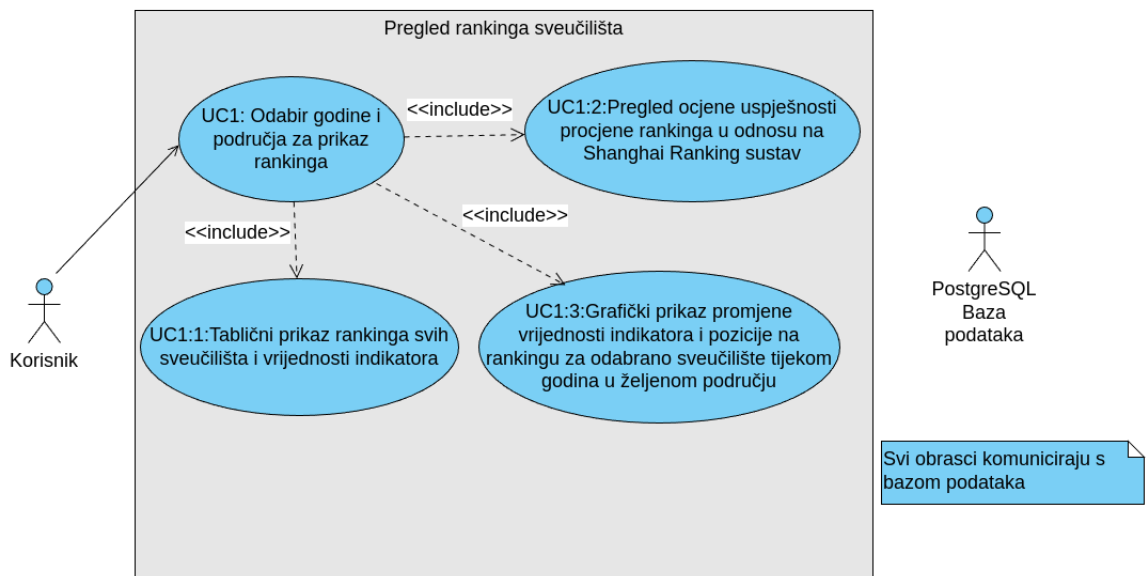 Pregled rankinga sveučilišta
UC1: Odabir godine i
područja za prikaz
rankinga
<<include>>
UC1:2:Pregled ocjene uspješnosti
procjene rankinga u odnosu na
Shanghai Ranking sustav
<<include>>
<<include>>
UC1:1:Tablični prikaz rankinga svih
sveučilišta i vrijednosti indikatora
UC1:3:Grafički prikaz promjene
vrijednosti indikatora i pozicije na
rankingu za odabrano sveučilište tijekom
godina u željenom području
Korisnik
PostgreSQL
Baza
podataka
Svi obrasci komuniciraju s
bazom podataka